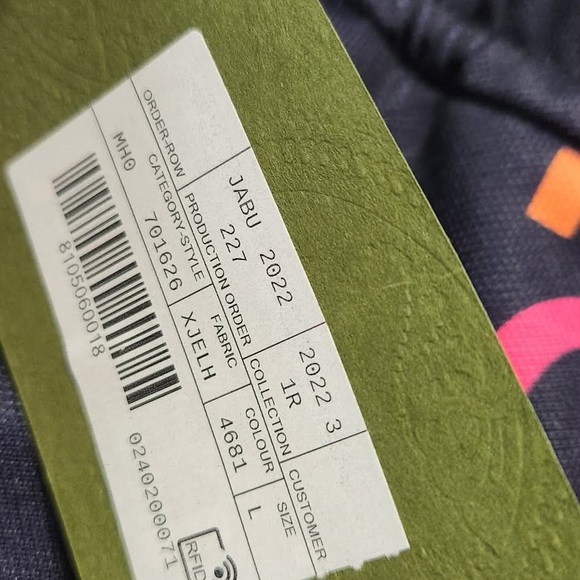 JABU 2022
2022 3
227
1R
ORDER-ROW
PRODUCTION ORDER
COLLECTION
CUSTOMER
CATEGORY-STYLE
FABRIC
COLOUR
SIZE
MH0
701626
XJELH
4681
L
8105060018
0240200071
RFID